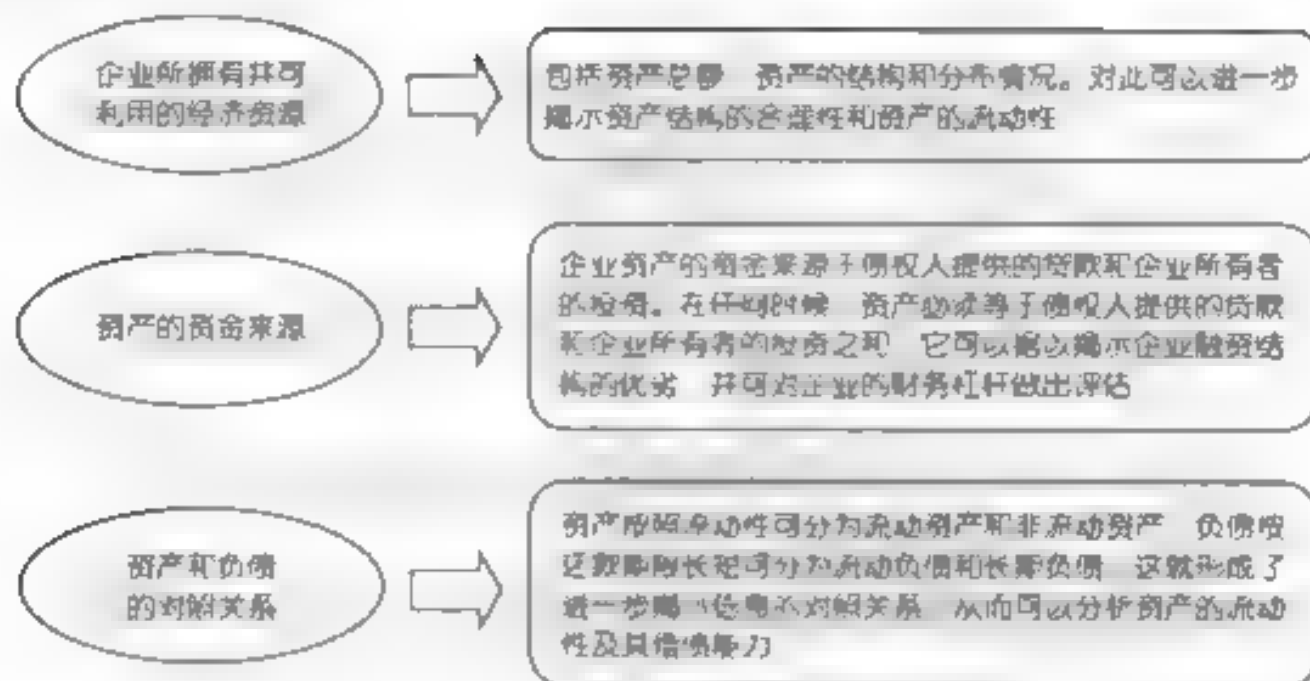 企业所拥有并可
利用的经济资源
包括资产总额 资产的结构和分布情况。对此可以进一步
揭示资产结构的合理性和资产的流动性
资产的资金来源
企业资产的资金来源于债权人提供的贷款和企业所有者
的投资。在任何时候 资产必须等于债权人提供的贷款
和企业所有者的投资之和 它可以据以揭示企业融资结
构的优劣 并可对企业的财务杠杆做出评估
资产和负债
的对照关系
资产按照流动性可分为流动资产和非流动资产 负债按
还款期限长短可分为流动负债和长期负债 这就形成了
进一步 对照关系 从而可以分析资产的流动
性及其偿债能力